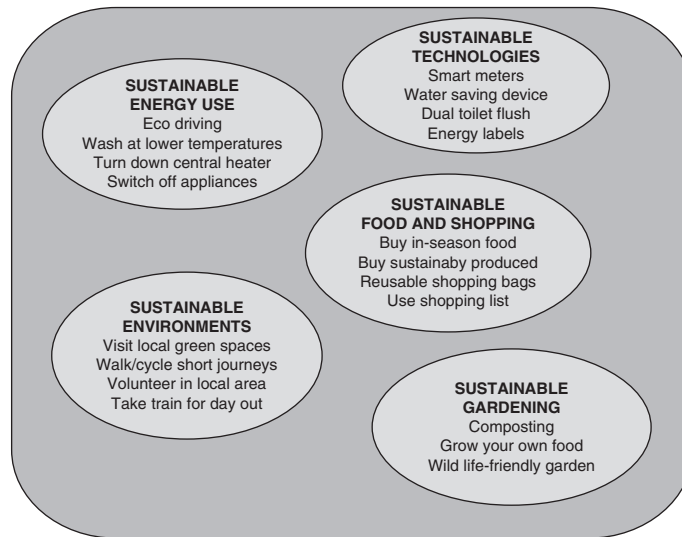 SUSTAINABLE
TECHNOLOGIES
Smart meters
Water saving device
Dual toilet flush
Energy labels
SUSTAINABLE
ENERGY USE
Eco driving
Wash at lower temperatures
Turn down central heater
Switch off appliances
SUSTAINABLE
FOOD AND SHOPPING
Buy in-season food
Buy sustainaby produced
Reusable shopping bags
Use shopping list
SUSTAINABLE
ENVIRONMENTS
Visit local green spaces
Walk/cycle short journeys
Volunteer in local area
Take train for day out
SUSTAINABLE
GARDENING
Composting
Grow your own food
Wild life-friendly garden